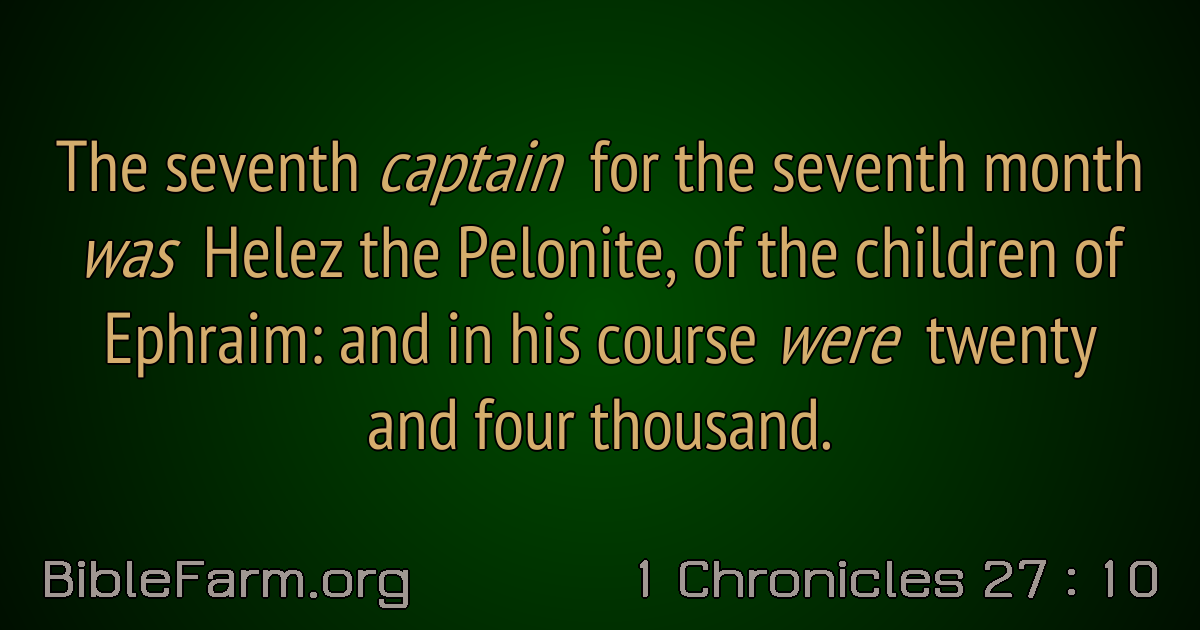 The seventh captain for the seventh month
was Helez the Pelonite, of the children of
Ephraim: and in his course were twenty
and four thousand.
BibleFarm.org
1 Chronicles 27 : 10